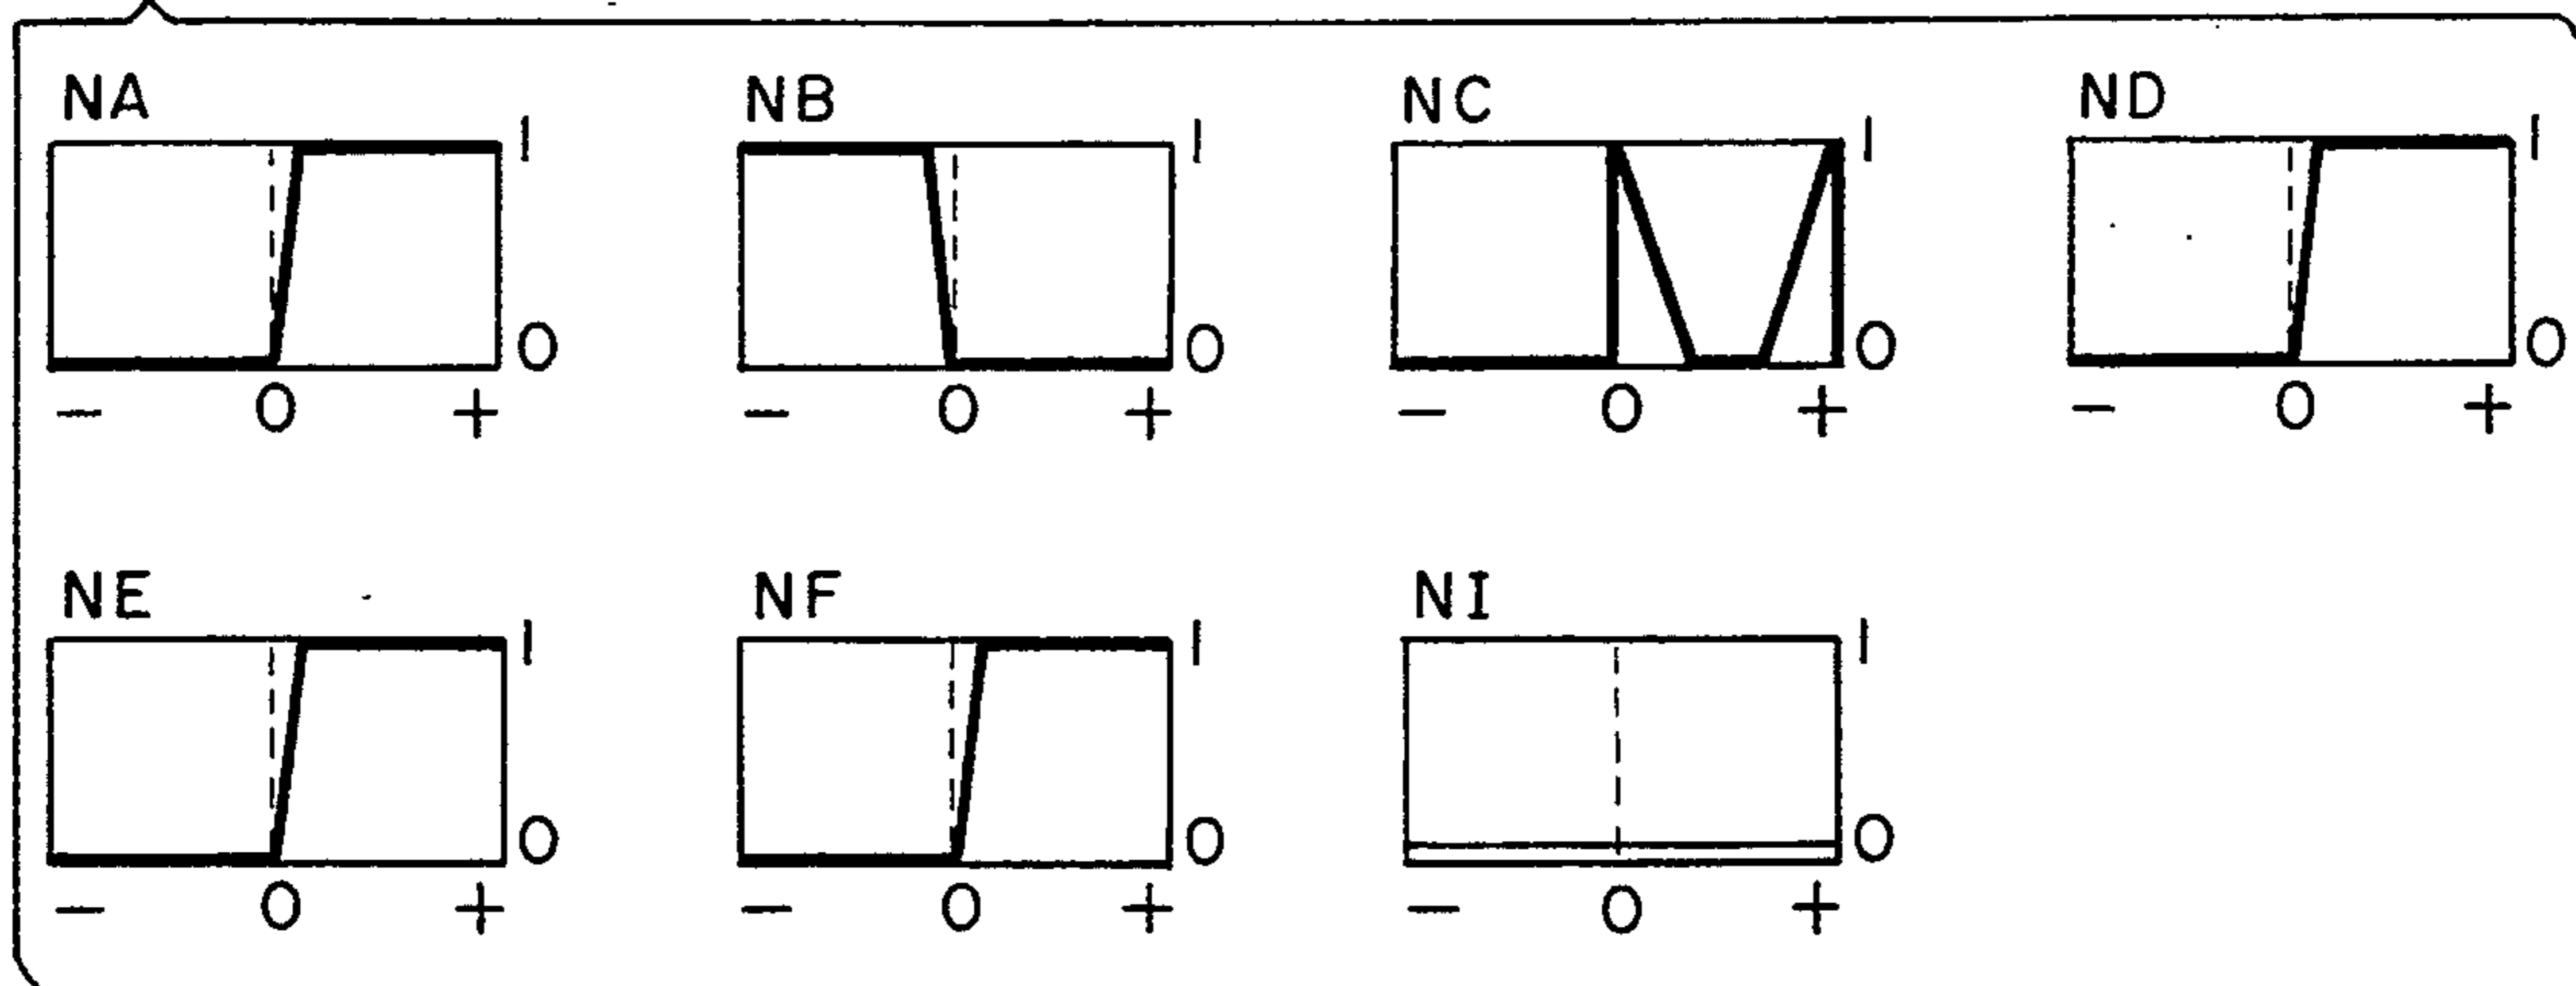 NA NB NC ND
1 1 1 1
0 0 0 0
− 0 + − 0 + − 0 + − 0 +
NE NF NI
1 1 1
0 0 0
− 0 + − 0 + − 0 +